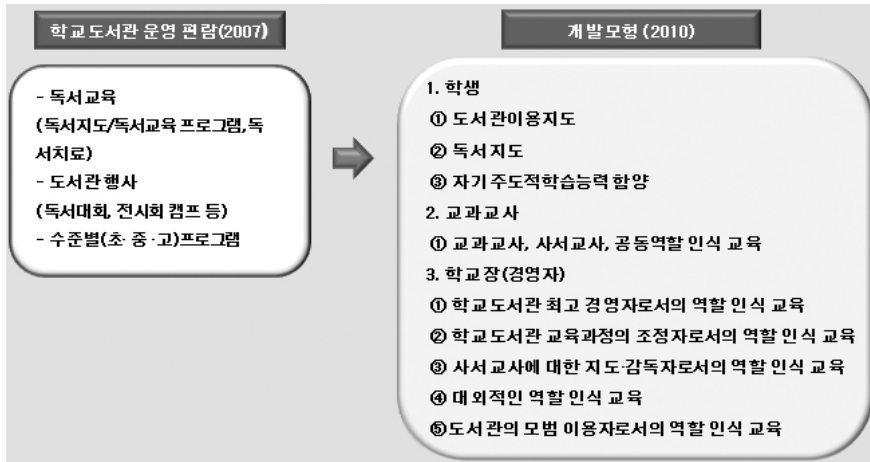 학교도서관 운영 편람(2007)
- 독서교육
(독서지도/독서교육 프로그램,독
서치료)
- 도서관행사
(독서대회, 전시회 캠프 등)
- 수준별(초·중·고)프로그램
개발모형 (2010)
1. 학생
① 도서관이용지도
② 독서지도
③ 자기주도적학습능력 함양
2. 교과교사
① 교과교사, 사서교사, 공동역할 인식 교육
3. 학교장(경영자)
① 학교도서관 최고 경영자로서의 역할 인식 교육
② 학교도서관 교육과정의 조정자로서의 역할 인식 교육
③ 사서교사에 대한 지도·감독자로서의 역할 인식 교육
④ 대외적인 역할 인식 교육
⑤도서관의 모범 이용자로서의 역할 인식 교육